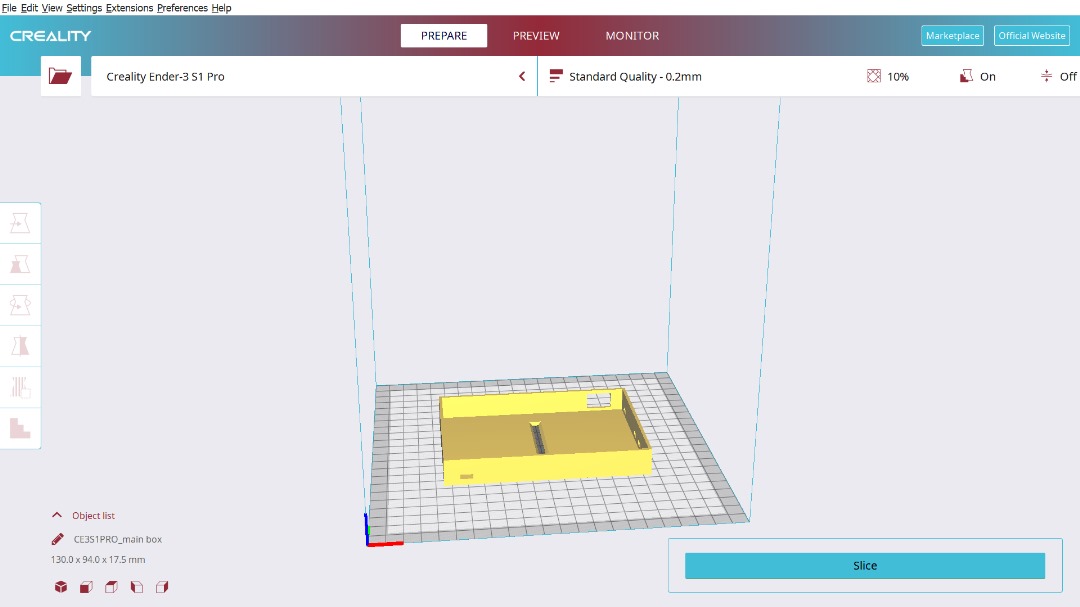 File Edit View Settings Extensions Preferences Help
CREALITY
PREPARE
PREVIEW
MONITOR
Marketplace
Official Website
Creality Ender-3 S1 Pro
Standard Quality - 0.2mm
10%
On
Off
Object list
CE3S1PRO_main box
130.0 x 94.0 x 17.5 mm
Slice